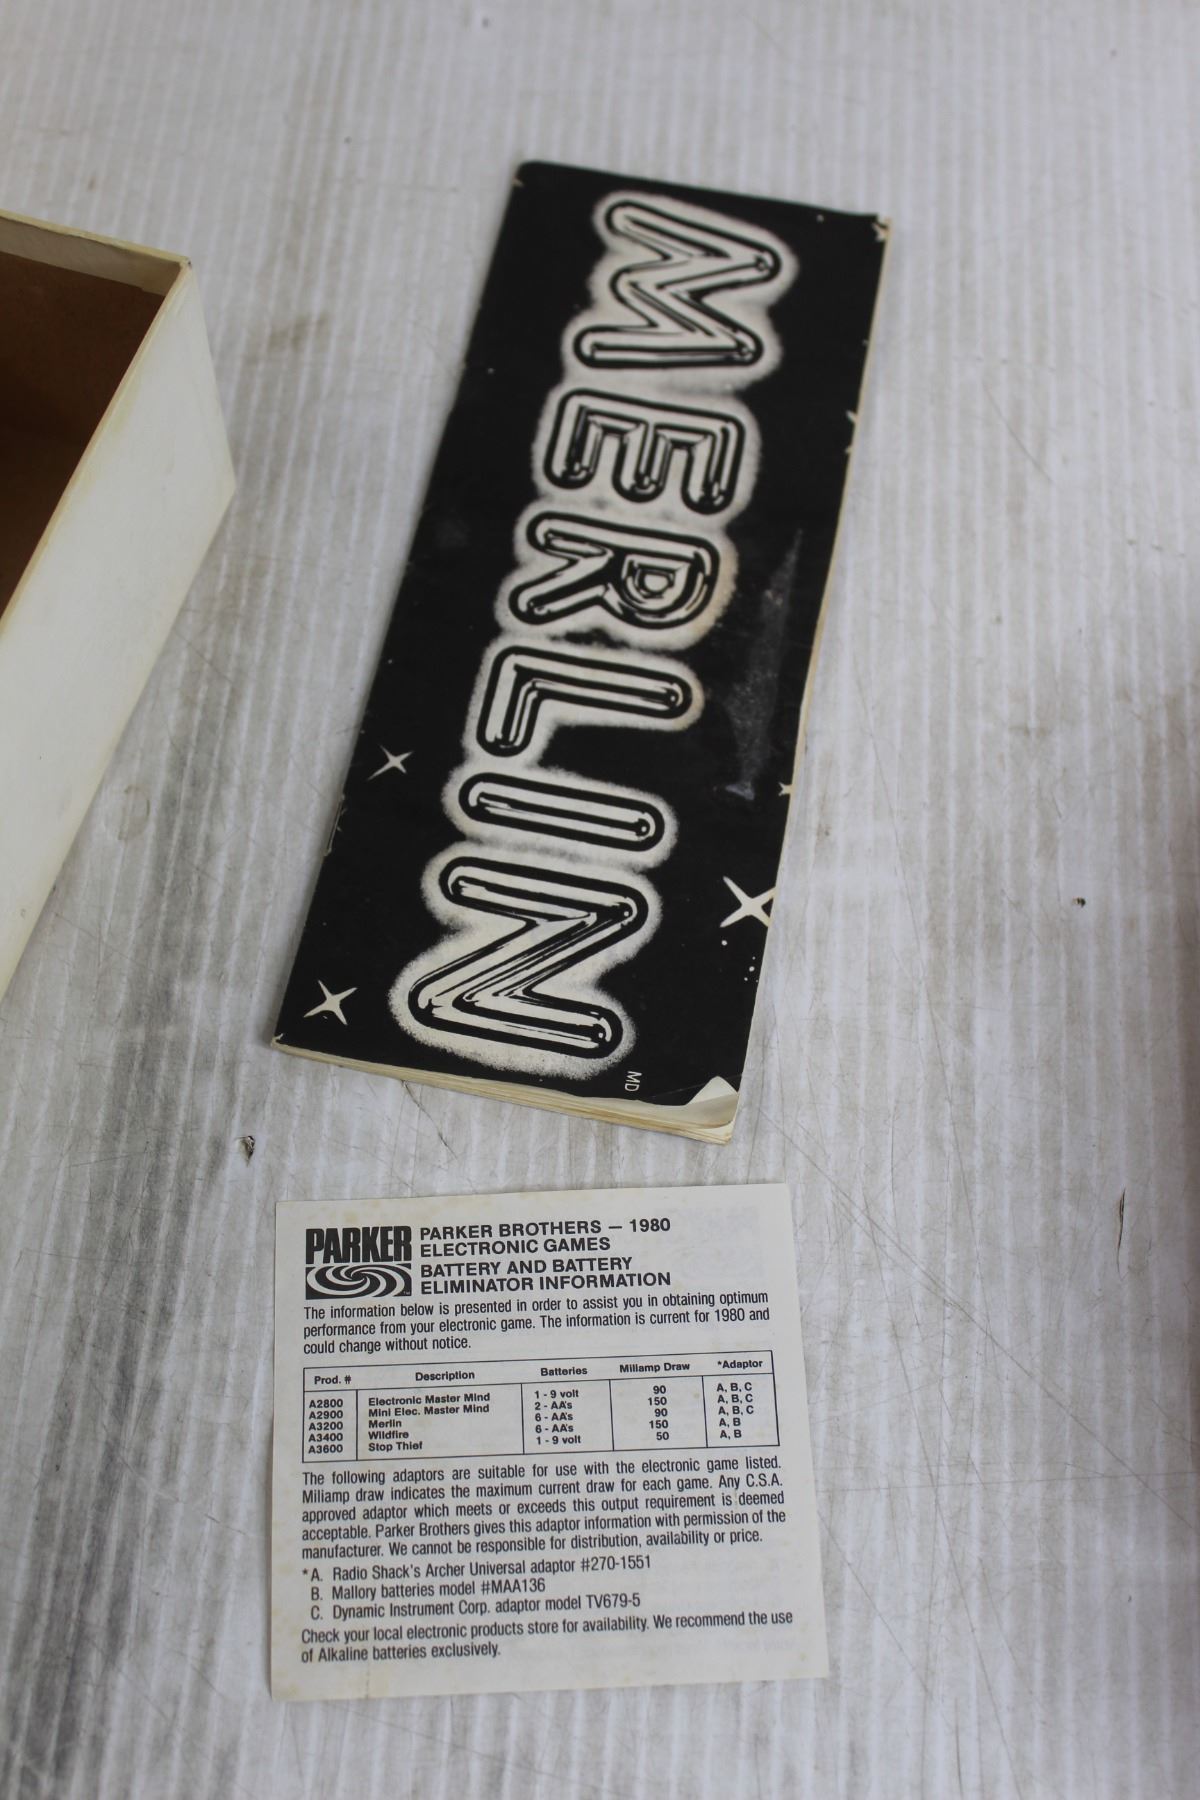 MERLIN
MD
PARKER
PARKER BROTHERS — 1980
ELECTRONIC GAMES
BATTERY AND BATTERY
ELIMINATOR INFORMATION
The information below is presented in order to assist you in obtaining optimum
performance from your electronic game. The information is current for 1980 and
could change without notice.
Prod. # Description Batteries Millamp Draw *Adaptor
A2800 Electronic Master Mind 1 - 9 volt 90 A, B, C
A2900 Mini Elec. Master Mind 2 - AA's 150 A, B, C
A3200 Merlin 6 - AA's 90 A, B, C
A3400 Wildfire 6 - AA's 150 A, B
A3600 Stop Thief 1 - 9 volt 50 A, B
The following adaptors are suitable for use with the electronic game listed.
Miliamp draw indicates the maximum current draw for each game. Any C.S.A.
approved adaptor which meets or exceeds this output requirement is deemed
acceptable. Parker Brothers gives this adaptor information with permission of the
manufacturer. We cannot be responsible for distribution, availability or price.
*A. Radio Shack's Archer Universal adaptor #270-1551
B. Mallory batteries model #MAA136
C. Dynamic Instrument Corp. adaptor model TV679-5
Check your local electronic products store for availability. We recommend the use
of Alkaline batteries exclusively.